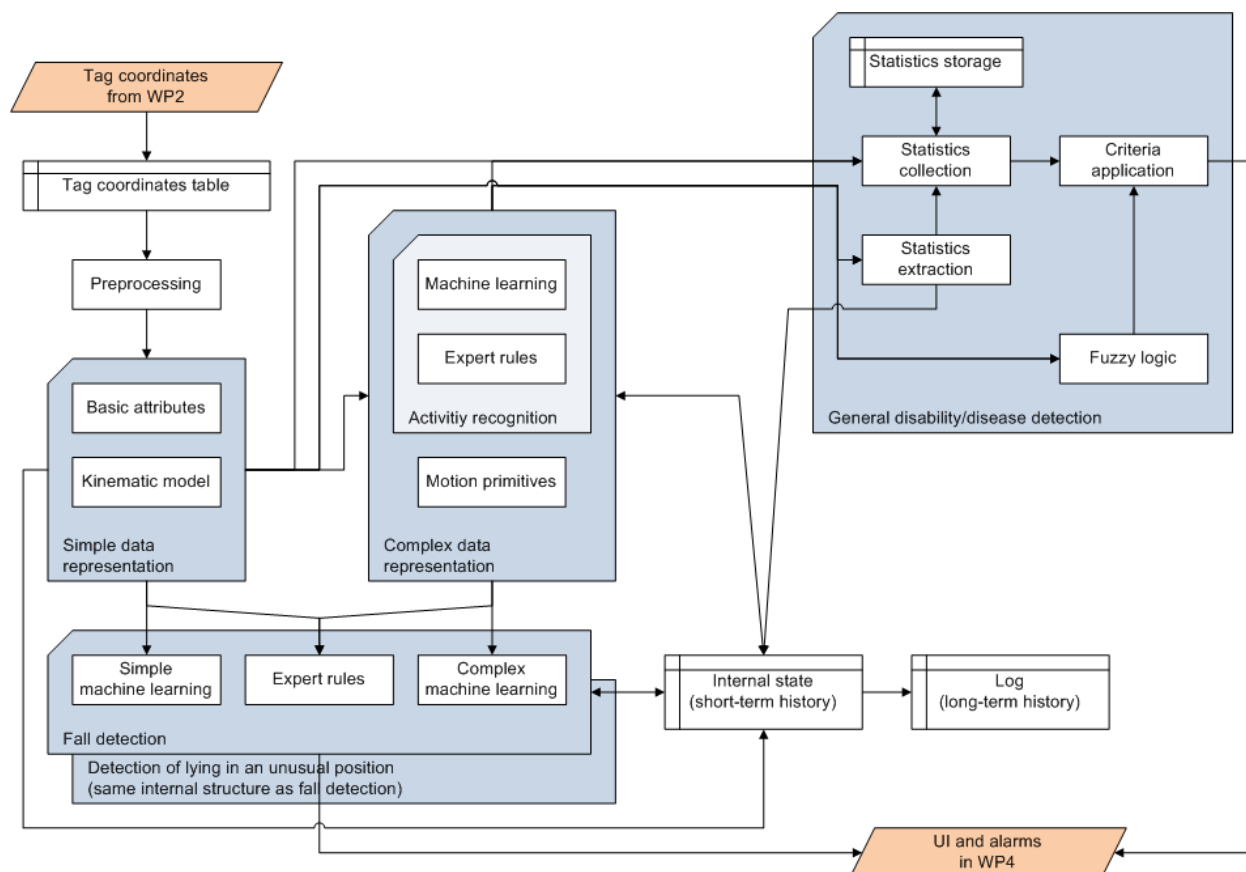 Tag coordinates
from WP2
Tag coordinates table
Preprocessing
Basic attributes
Kinematic model
Simple data
representation
Machine learning
Expert rules
Activitiy recognition
Motion primitives
Complex data
representation
Statistics storage
Statistics
collection
Criteria
application
Statistics
extraction
Fuzzy logic
General disability/disease detection
Simple
machine learning
Expert rules
Complex
machine learning
Fall detection
Detection of lying in an unusual position
(same internal structure as fall detection)
Internal state
(short-term history)
Log
(long-term history)
UI and alarms
in WP4